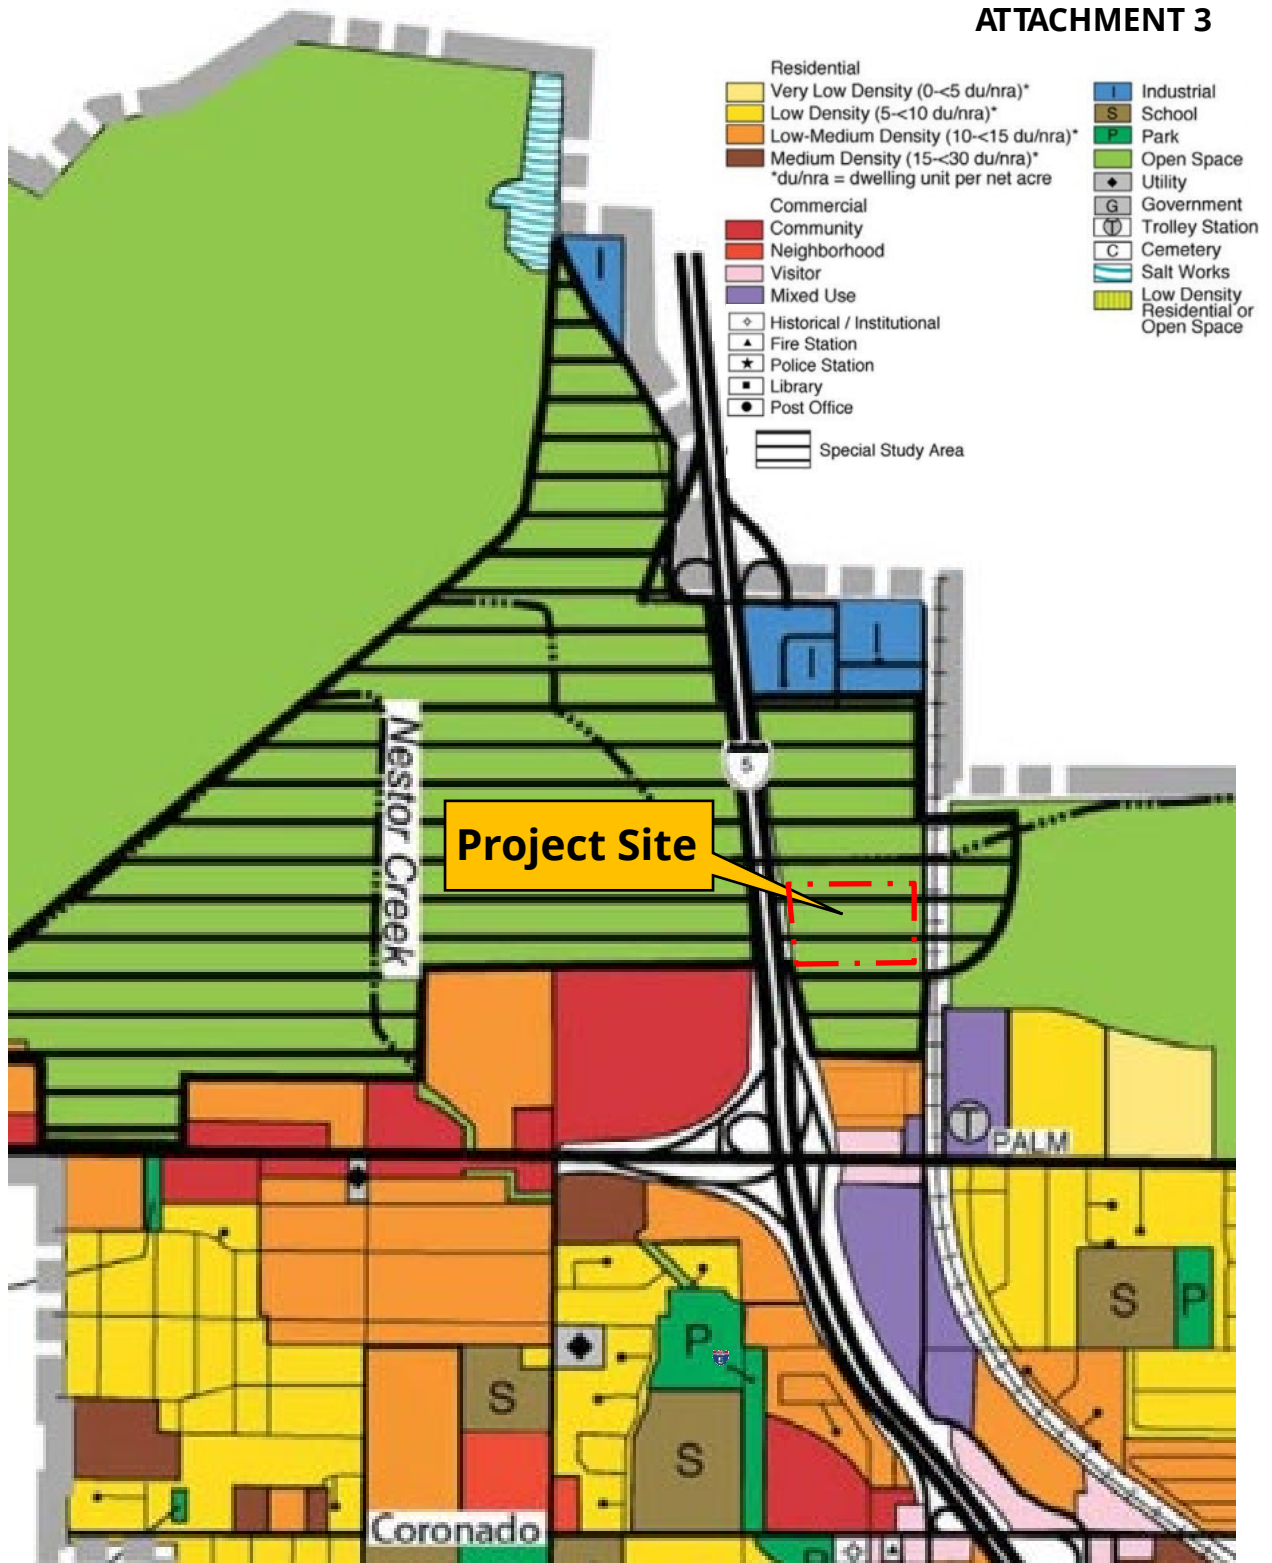 ATTACHMENT 3
Residential
Very Low Density (0-<5 du/nra)*
Low Density (5-<10 du/nra)*
Low-Medium Density (10-<15 du/nra)*
Medium Density (15-<30 du/nra)*
*du/nra = dwelling unit per net acre
Commercial
Community
Neighborhood
Visitor
Mixed Use
Historical / Institutional
Fire Station
Police Station
Library
Post Office
Special Study Area
I Industrial
S School
P Park
Open Space
Utility
G Government
T Trolley Station
C Cemetery
Salt Works
Low Density
Residential or
Open Space
I
I
I
5
Nestor Creek
Project Site
T
PALM
S
P
P
S
S
Coronado
P